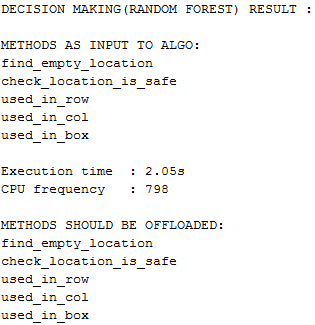 DECISION MAKING(RANDOM FOREST) RESULT :
METHODS AS INPUT TO ALGO:
find_empty_location
check_location_is_safe
used_in_row
used_in_col
used_in_box
Execution time  : 2.05s
CPU frequency   : 798
METHODS SHOULD BE OFFLOADED:
find_empty_location
check_location_is_safe
used_in_row
used_in_col
used_in_box